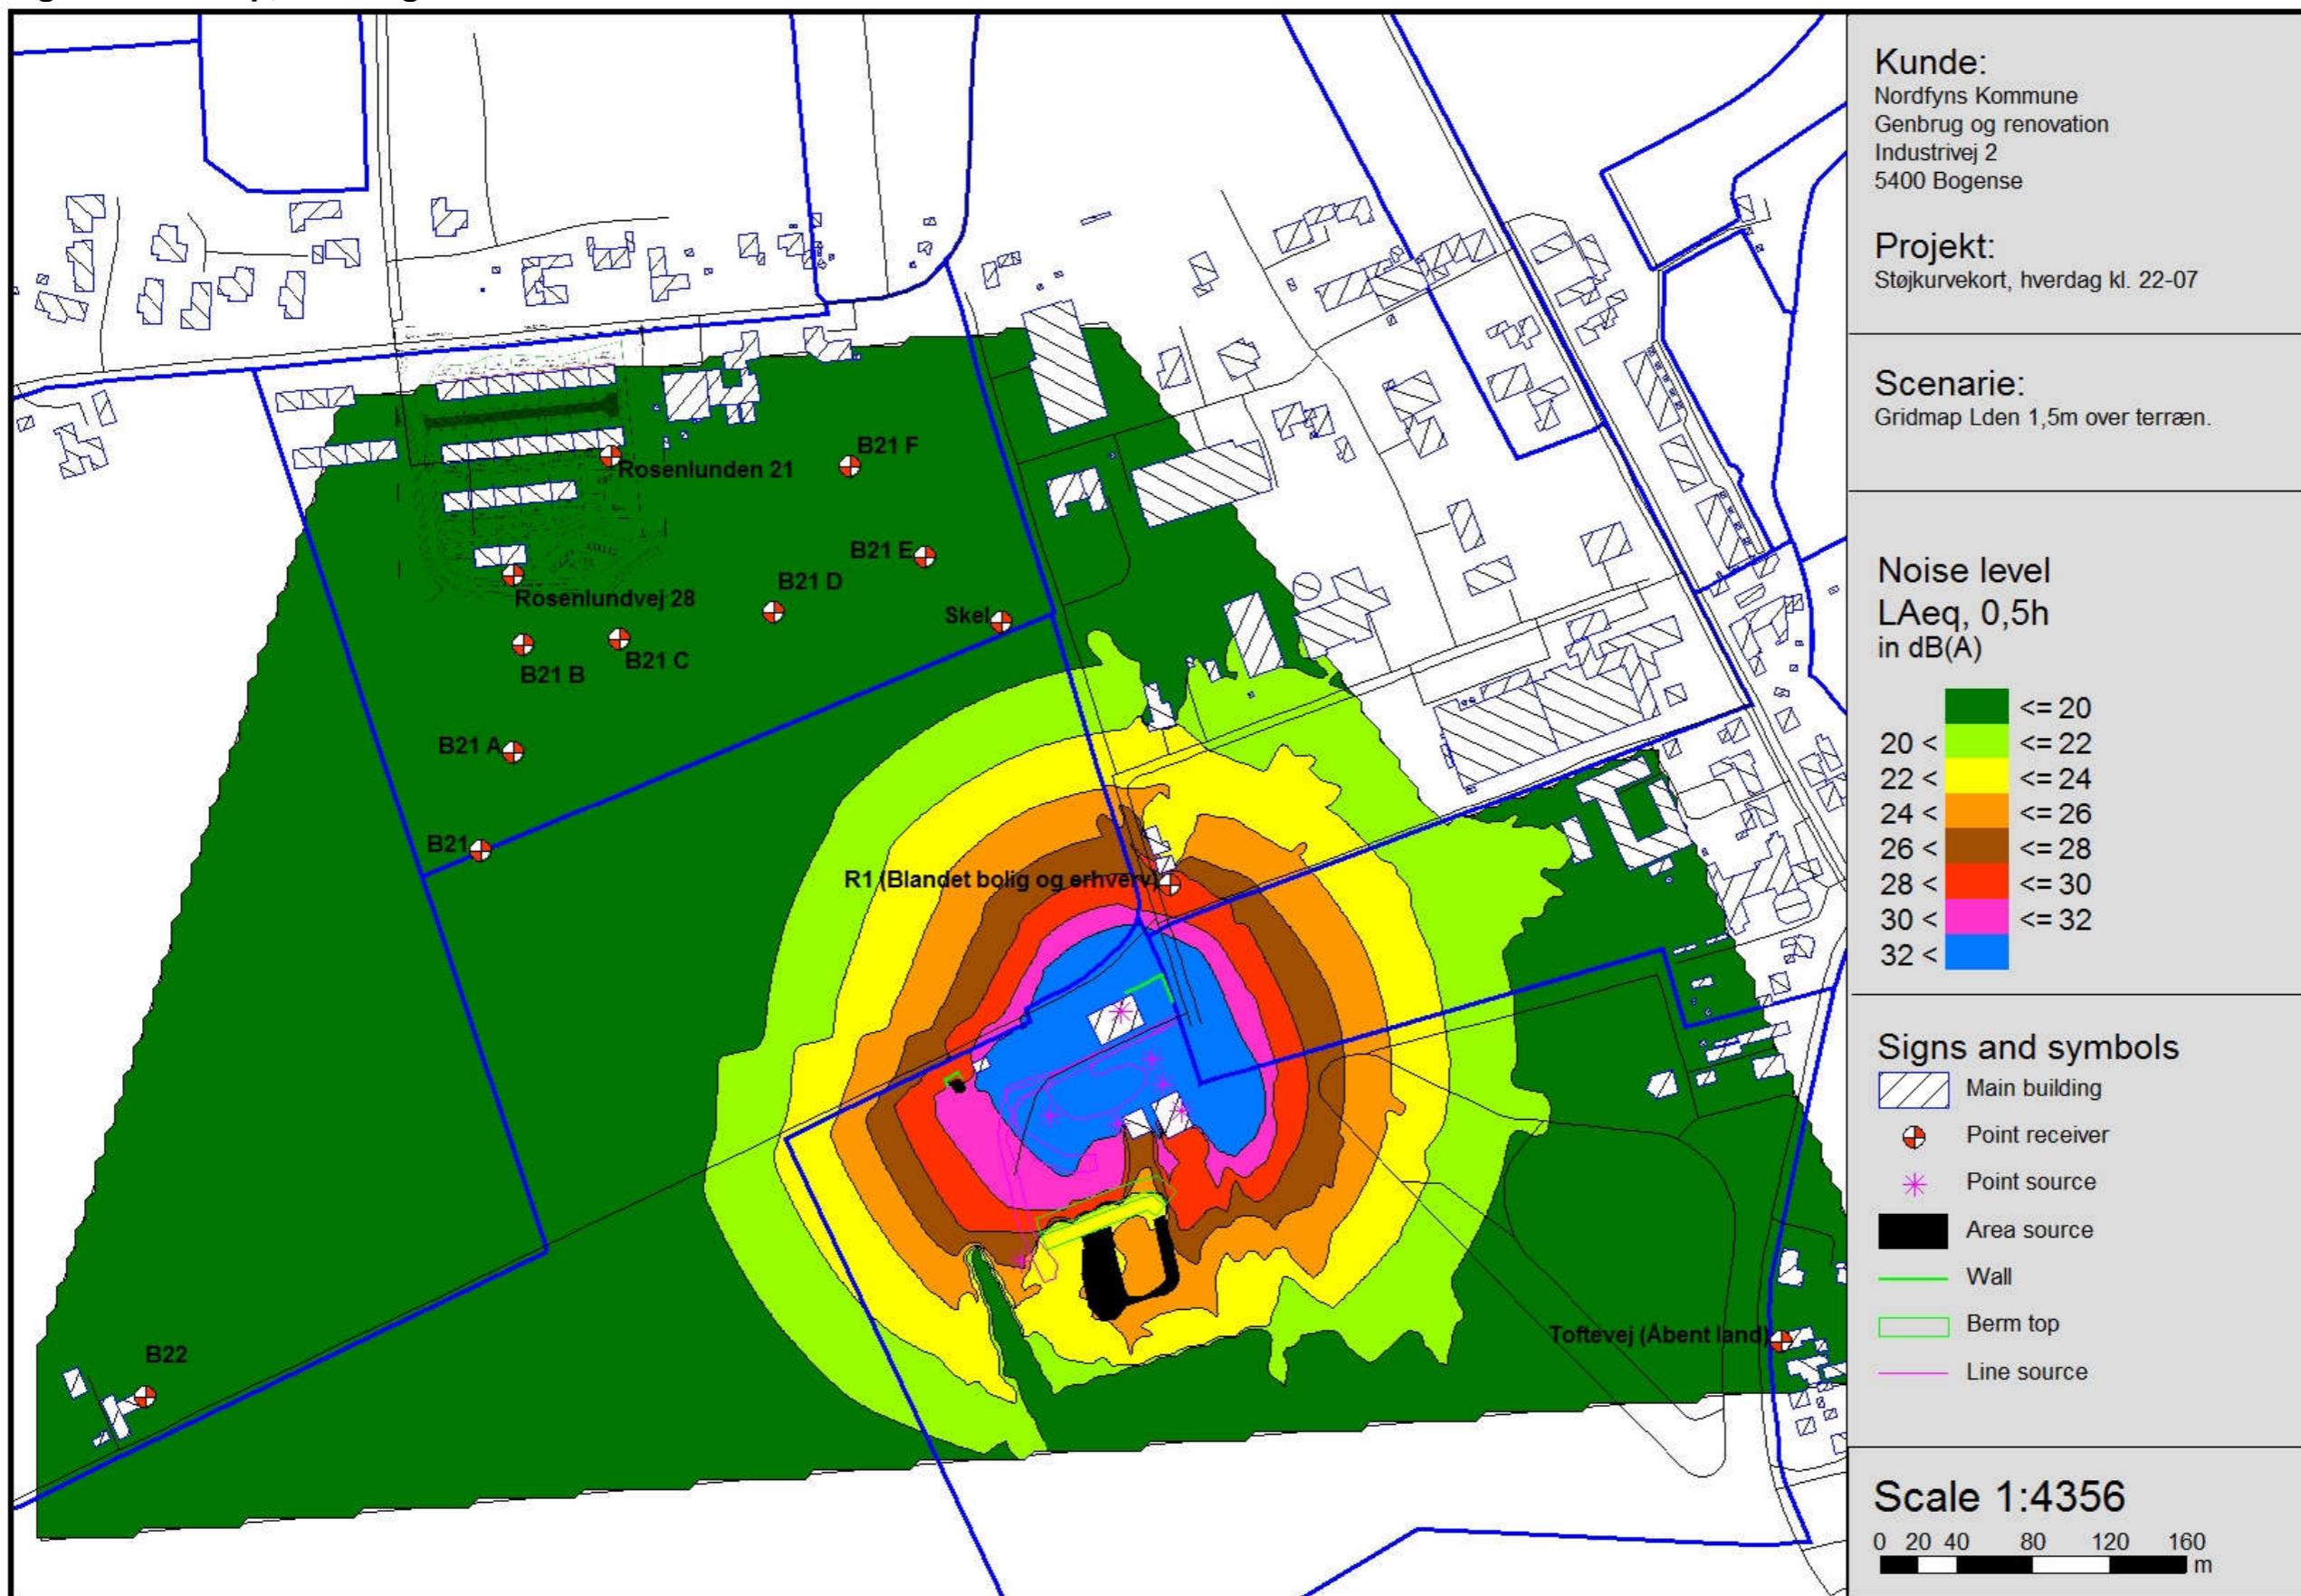 Kunde:
Nordfyns Kommune
Genbrug og renovation
Industrivej 2
5400 Bogense
Projekt:
Støjkurvekort, hverdag kl. 22-07
Scenarie:
Gridmap Lden 1,5m over terræn.
Noise level
LAeq, 0,5h
in dB(A)
<= 20
20 < <= 22
22 < <= 24
24 < <= 26
26 < <= 28
28 < <= 30
30 < <= 32
32 <
Signs and symbols
Main building
Point receiver
Point source
Area source
Wall
Berm top
Line source
Scale 1:4356
0 20 40 80 120 160
m
B21 F
Rosenlunden 21
B21 E
B21 D
Rosenlundvej 28
Skel
B21 C
B21 B
B21 A
B21
R1 (Blandet bolig og erhverv)
Toftevej (Åbent land)
B22